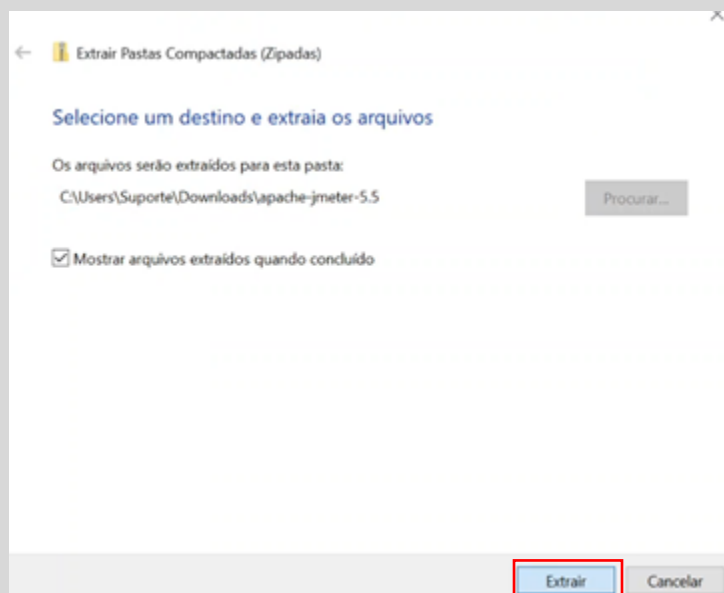 Extrair Pastas Compactadas (Zipadas)
Selecione um destino e extraia os arquivos
Os arquivos serão extraídos para esta pasta:
C:\Users\Suporte\Downloads\apache-jmeter-5.5
Procurar...
Mostrar arquivos extraídos quando concluído
Extrair
Cancelar